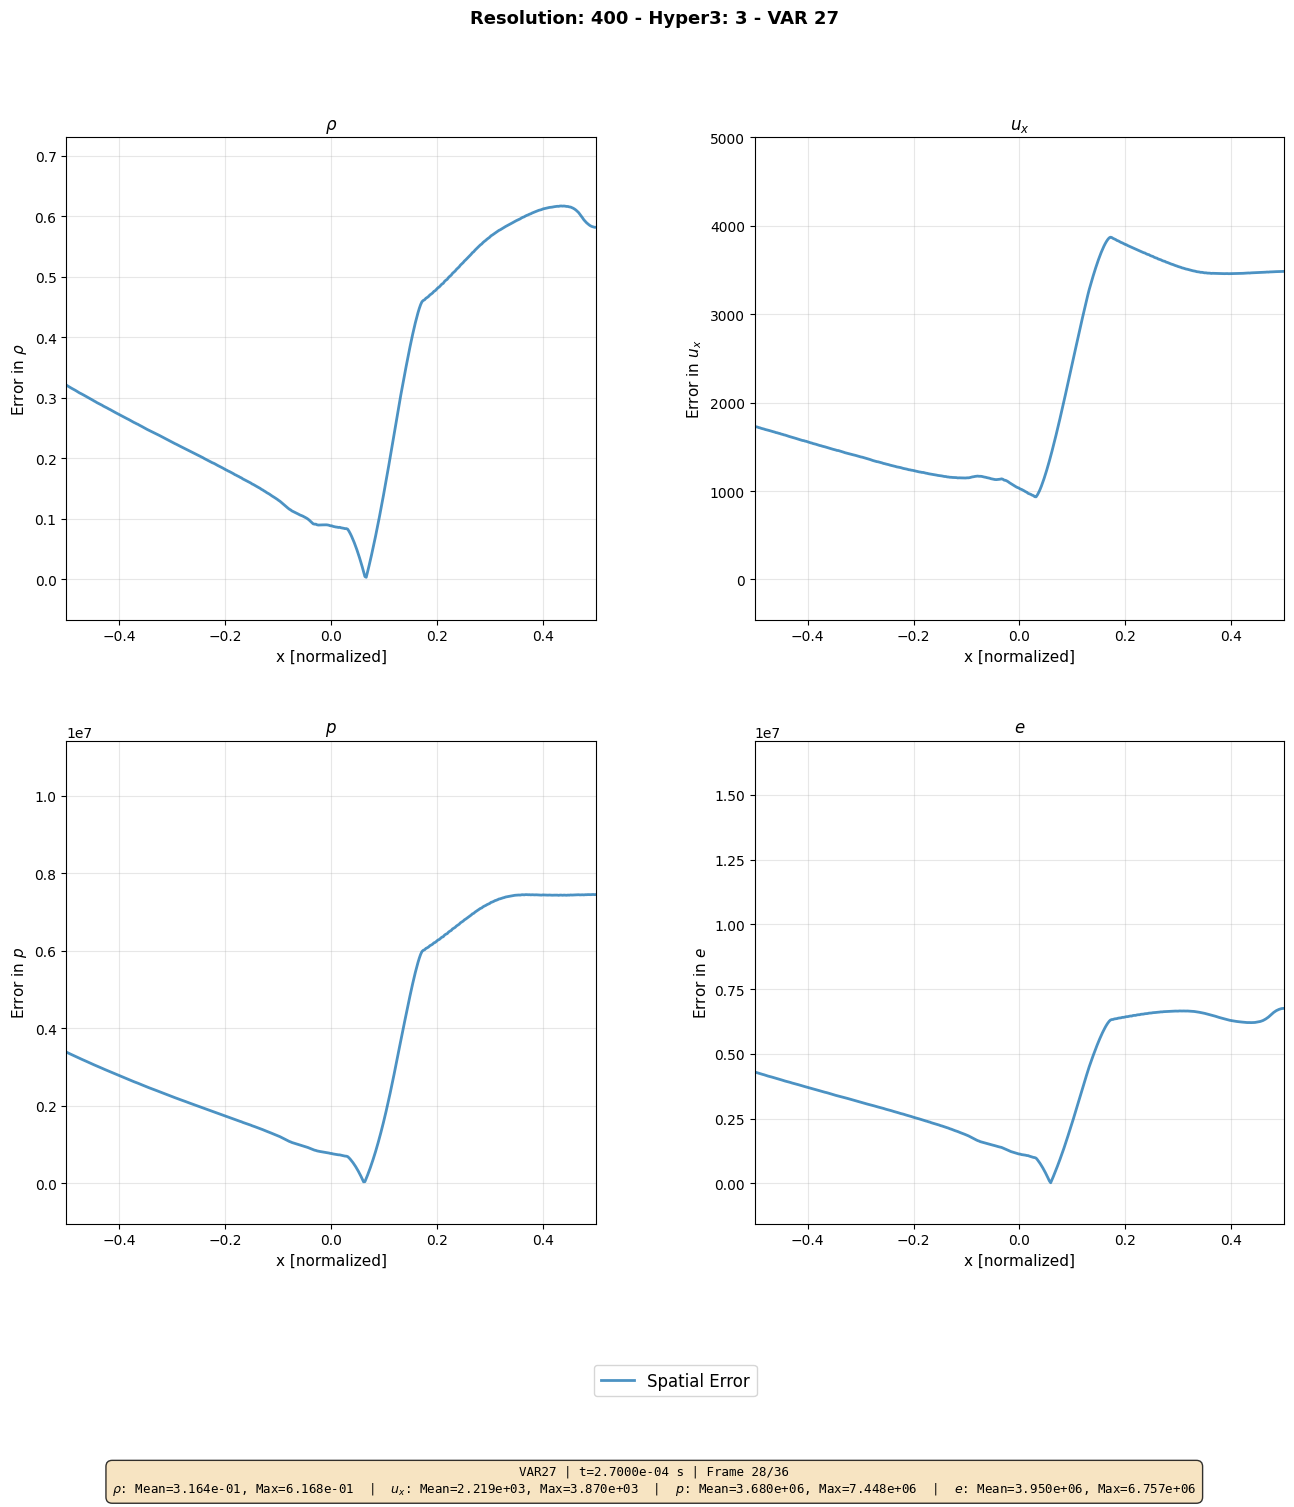 Resolution: 400 - Hyper3: 3 - VAR 27
ρ
0.7
0.6
0.5
0.4
0.3
0.2
0.1
0.0
Error in ρ
−0.4 −0.2 0.0 0.2 0.4
x [normalized]
u_x
5000
4000
3000
2000
1000
0
Error in u_x
−0.4 −0.2 0.0 0.2 0.4
x [normalized]
p
1e7
1.0
0.8
0.6
0.4
0.2
0.0
Error in p
−0.4 −0.2 0.0 0.2 0.4
x [normalized]
e
1e7
1.50
1.25
1.00
0.75
0.50
0.25
0.00
Error in e
−0.4 −0.2 0.0 0.2 0.4
x [normalized]
Spatial Error
VAR27 | t=2.7000e-04 s | Frame 28/36
ρ: Mean=3.164e-01, Max=6.168e-01 | u_x: Mean=2.219e+03, Max=3.870e+03 | p: Mean=3.680e+06, Max=7.448e+06 | e: Mean=3.950e+06, Max=6.757e+06